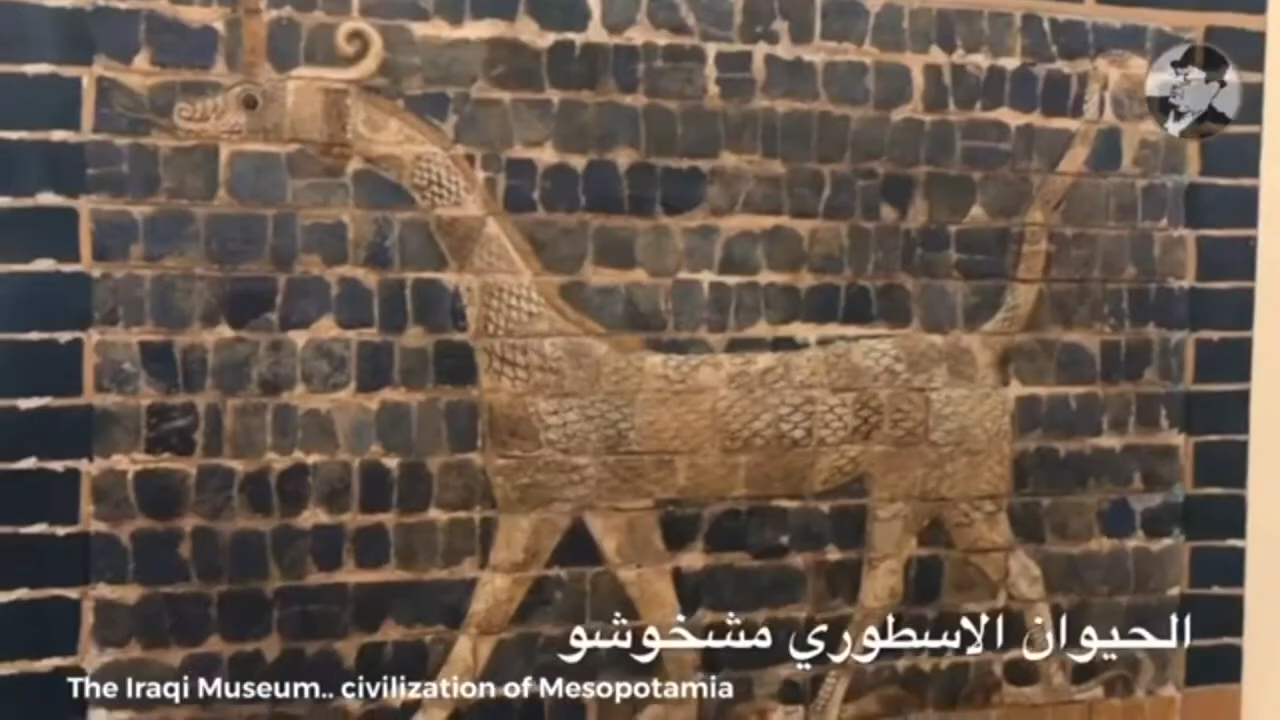 الحيوان الاسطوري مشخوشو
The Iraqi Museum.. civilization of Mesopotamia